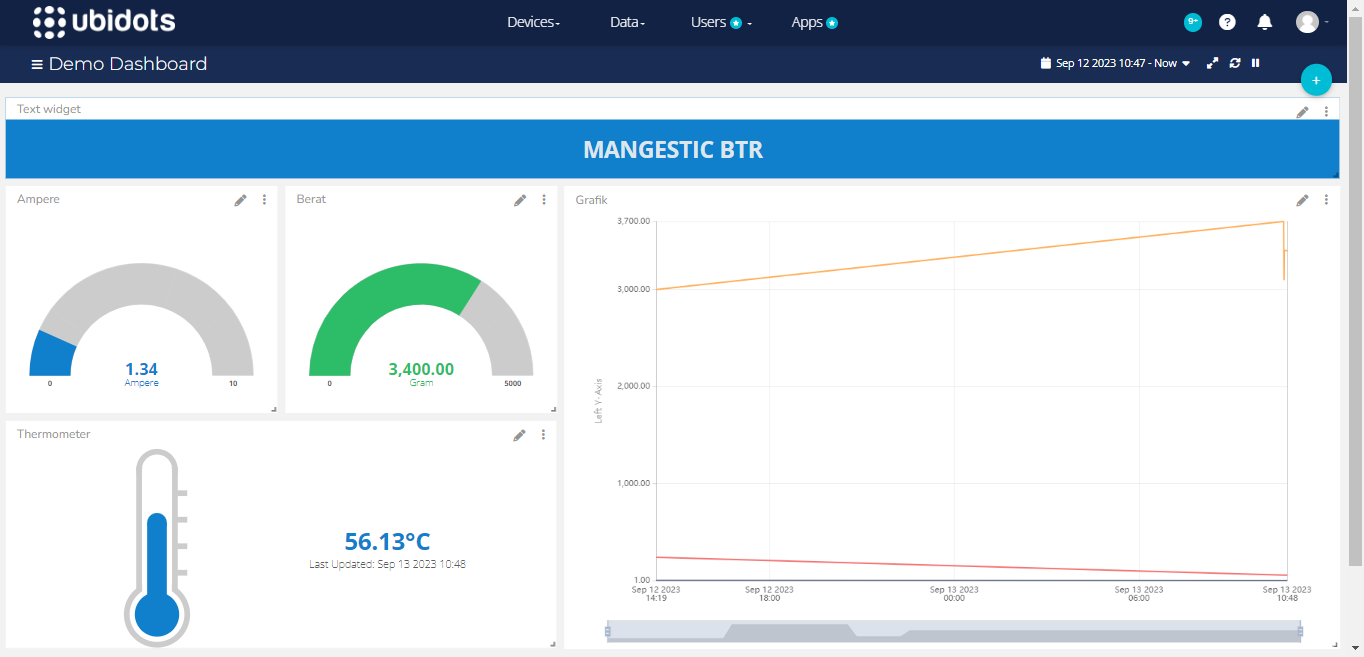 ubidots
Devices
Data
Users
Apps
9+
?
Demo Dashboard
Sep 12 2023 10:47 - Now
+
Text widget
MANGESTIC BTR
Ampere
1.34
Ampere
0
10
Berat
3,400.00
Gram
0
5000
Grafik
3,700.00
3,000.00
2,000.00
1,000.00
1.00
Left Y-Axis
Sep 12 2023
14:19
Sep 12 2023
18:00
Sep 13 2023
00:00
Sep 13 2023
06:00
Sep 13 2023
10:48
Thermometer
56.13°C
Last Updated: Sep 13 2023 10:48